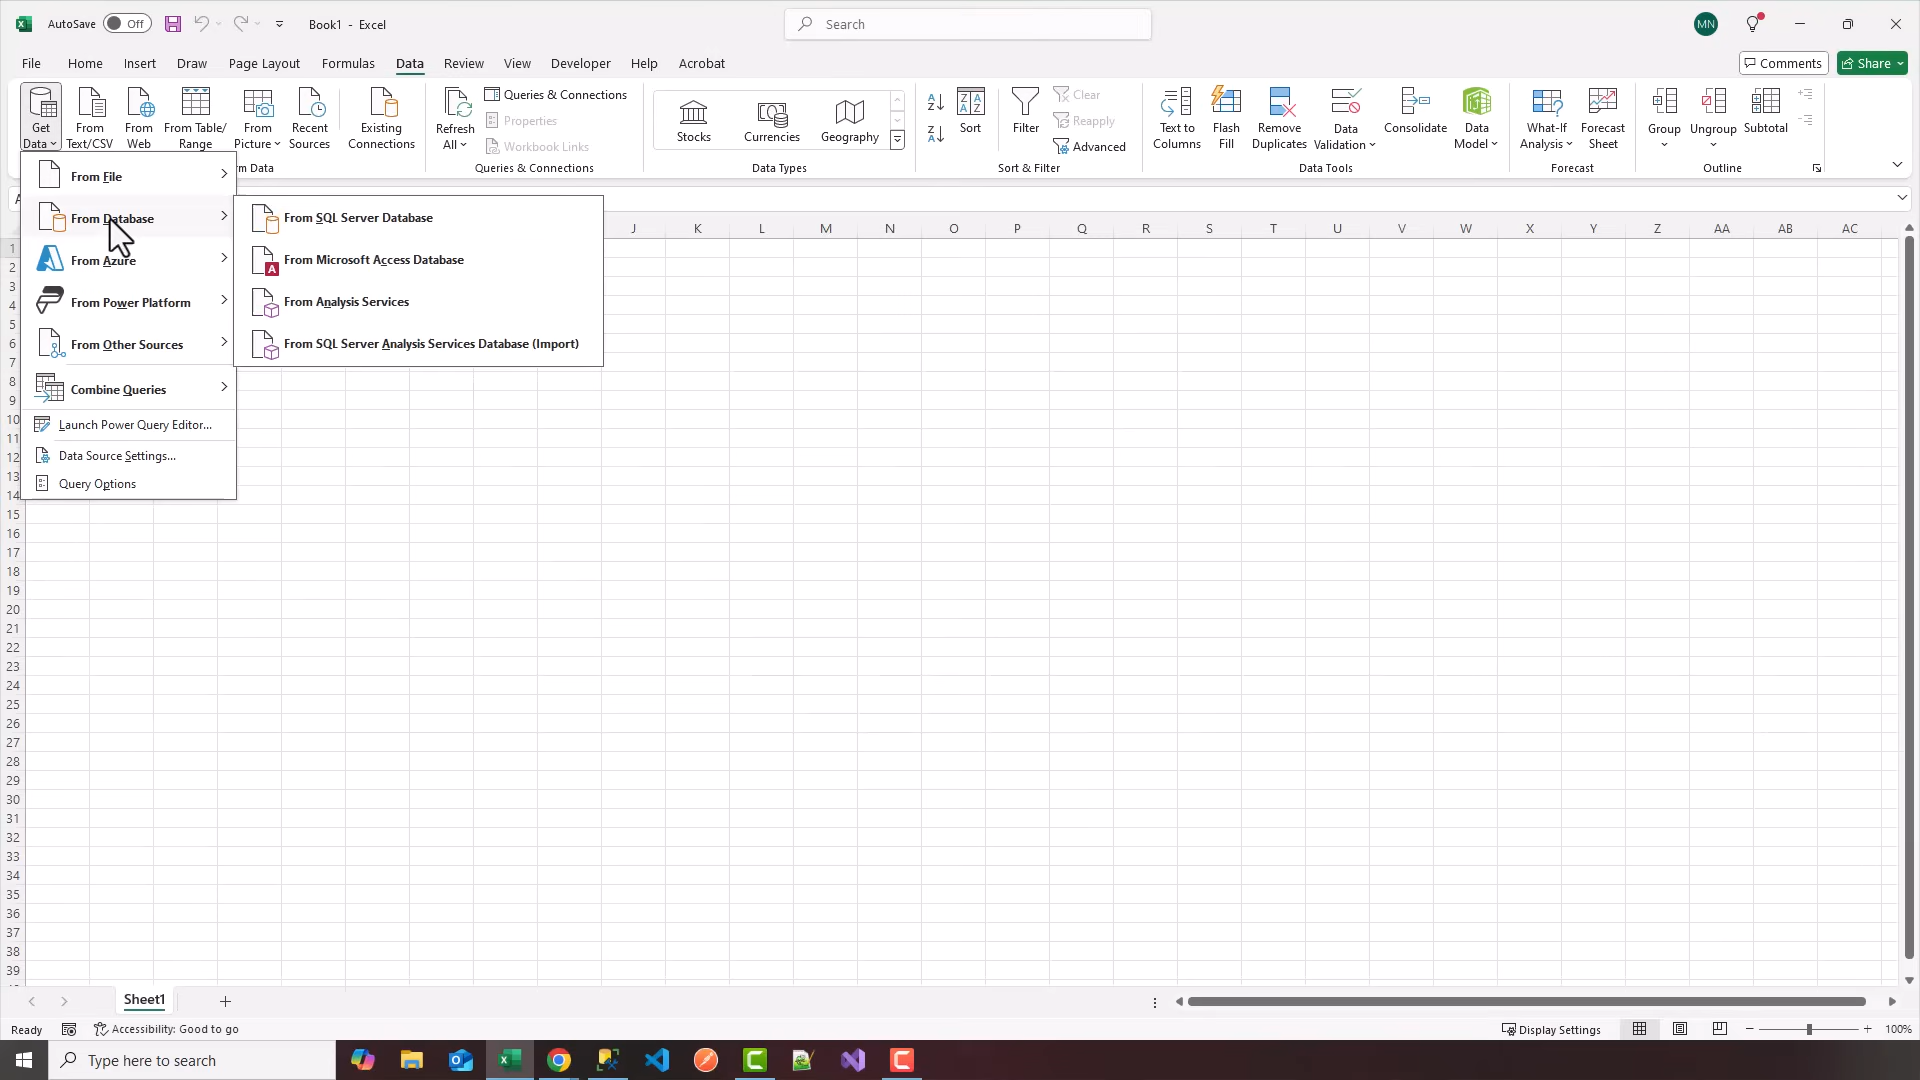 AutoSave Off Book1 - Excel Search MN
File Home Insert Draw Page Layout Formulas Data Review View Developer Help Acrobat Comments Share
Get Data
From Text/CSV
From Web
From Table/ Range
From Picture
Recent Sources
Existing Connections
Refresh All
Queries & Connections
Properties
Workbook Links
Queries & Connections
Stocks Currencies Geography
Data Types
Sort
Filter
Clear
Reapply
Advanced
Sort & Filter
Text to Columns
Flash Fill
Remove Duplicates
Data Validation
Consolidate
Data Model
Data Tools
What-If Analysis
Forecast Sheet
Forecast
Group
Ungroup
Subtotal
Outline
From File
From Database
From Azure
From Power Platform
From Other Sources
Combine Queries
Launch Power Query Editor...
Data Source Settings...
Query Options
From SQL Server Database
From Microsoft Access Database
From Analysis Services
From SQL Server Analysis Services Database (Import)
J K L M N O P Q R S T U V W X Y Z AA AB AC
1
2
3
4
5
6
7
8
9
10
11
12
13
14
15
16
17
18
19
20
21
22
23
24
25
26
27
28
29
30
31
32
33
34
35
36
37
38
39
Sheet1
Ready Accessibility: Good to go Display Settings 100%
Type here to search